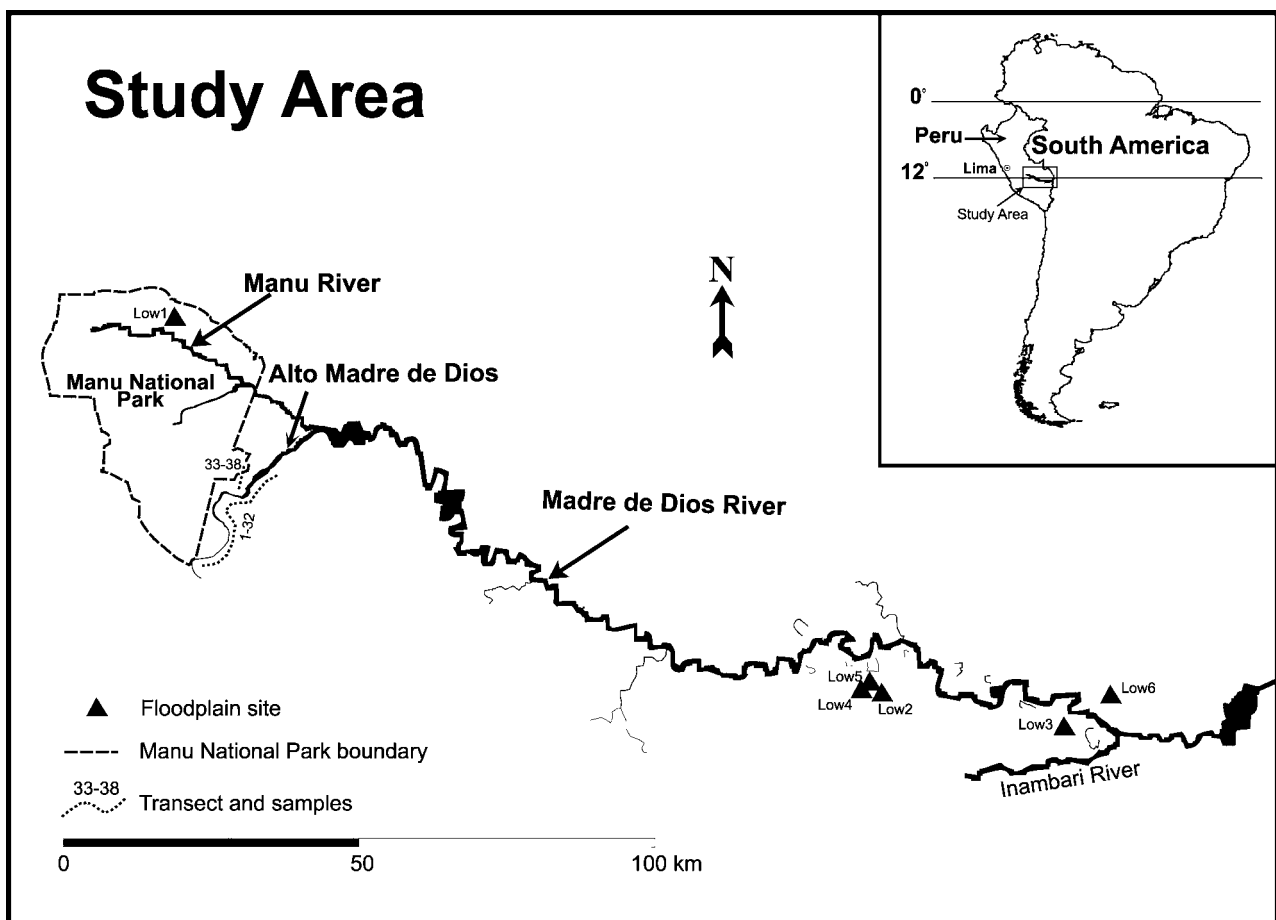 Study Area
0°
Peru
South America
Lima
12°
Study Area
N
Manu River
Low1
Alto Madre de Dios
Manu National
Park
33-38
1-32
Madre de Dios River
Low5
Low4
Low2
Low6
Low3
Inambari River
Floodplain site
Manu National Park boundary
33-38
Transect and samples
0
50
100 km